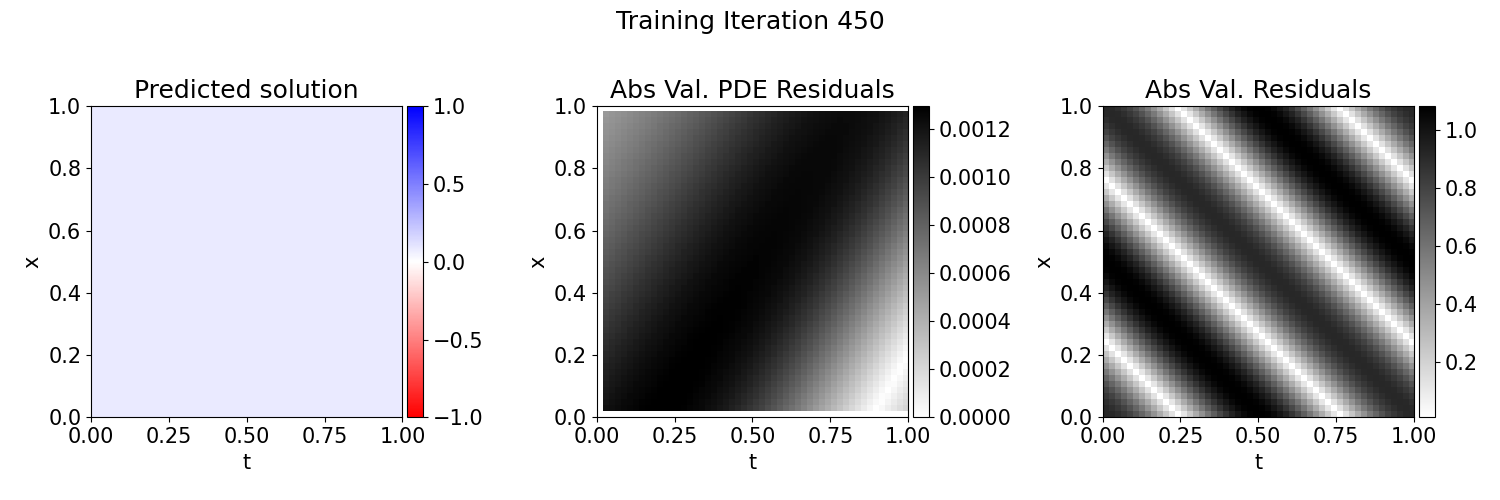 Training Iteration 450
Predicted solution
1.0
0.8
0.6
0.4
0.2
0.0
x
0.00 0.25 0.50 0.75 1.00
t
1.0
0.5
0.0
−0.5
−1.0
Abs Val. PDE Residuals
1.0
0.8
0.6
0.4
0.2
0.0
x
0.00 0.25 0.50 0.75 1.00
t
0.0012
0.0010
0.0008
0.0006
0.0004
0.0002
0.0000
Abs Val. Residuals
1.0
0.8
0.6
0.4
0.2
0.0
x
0.00 0.25 0.50 0.75 1.00
t
1.0
0.8
0.6
0.4
0.2